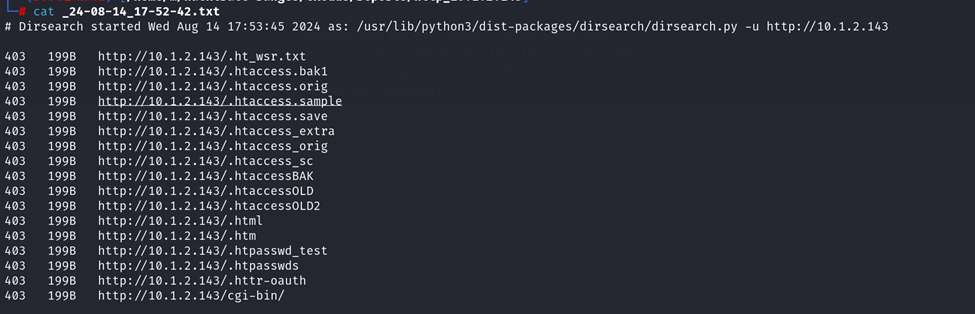 # cat _24-08-14_17-52-42.txt
# Dirsearch started Wed Aug 14 17:53:45 2024 as: /usr/lib/python3/dist-packages/dirsearch/dirsearch.py -u http://10.1.2.143
403 199B http://10.1.2.143/.ht_wsr.txt
403 199B http://10.1.2.143/.htaccess.bak1
403 199B http://10.1.2.143/.htaccess.orig
403 199B http://10.1.2.143/.htaccess.sample
403 199B http://10.1.2.143/.htaccess.save
403 199B http://10.1.2.143/.htaccess_extra
403 199B http://10.1.2.143/.htaccess_orig
403 199B http://10.1.2.143/.htaccess_sc
403 199B http://10.1.2.143/.htaccessBAK
403 199B http://10.1.2.143/.htaccessOLD
403 199B http://10.1.2.143/.htaccessOLD2
403 199B http://10.1.2.143/.html
403 199B http://10.1.2.143/.htm
403 199B http://10.1.2.143/.htpasswd_test
403 199B http://10.1.2.143/.htpasswds
403 199B http://10.1.2.143/.httr-oauth
403 199B http://10.1.2.143/cgi-bin/